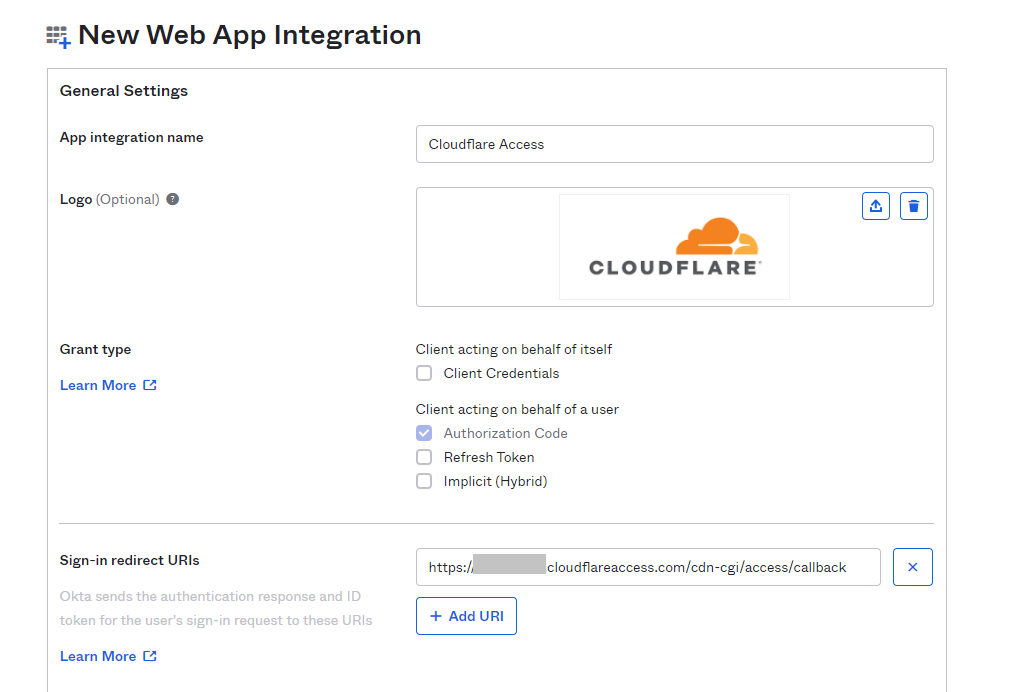 New Web App Integration
General Settings
App integration name
Cloudflare Access
Logo (Optional) ?
CLOUDFLARE
Grant type
Learn More
Client acting on behalf of itself
Client Credentials
Client acting on behalf of a user
Authorization Code
Refresh Token
Implicit (Hybrid)
Sign-in redirect URIs
Okta sends the authentication response and ID
token for the user's sign-in request to these URIs
Learn More
https:// cloudflareaccess.com/cdn-cgi/access/callback
+ Add URI